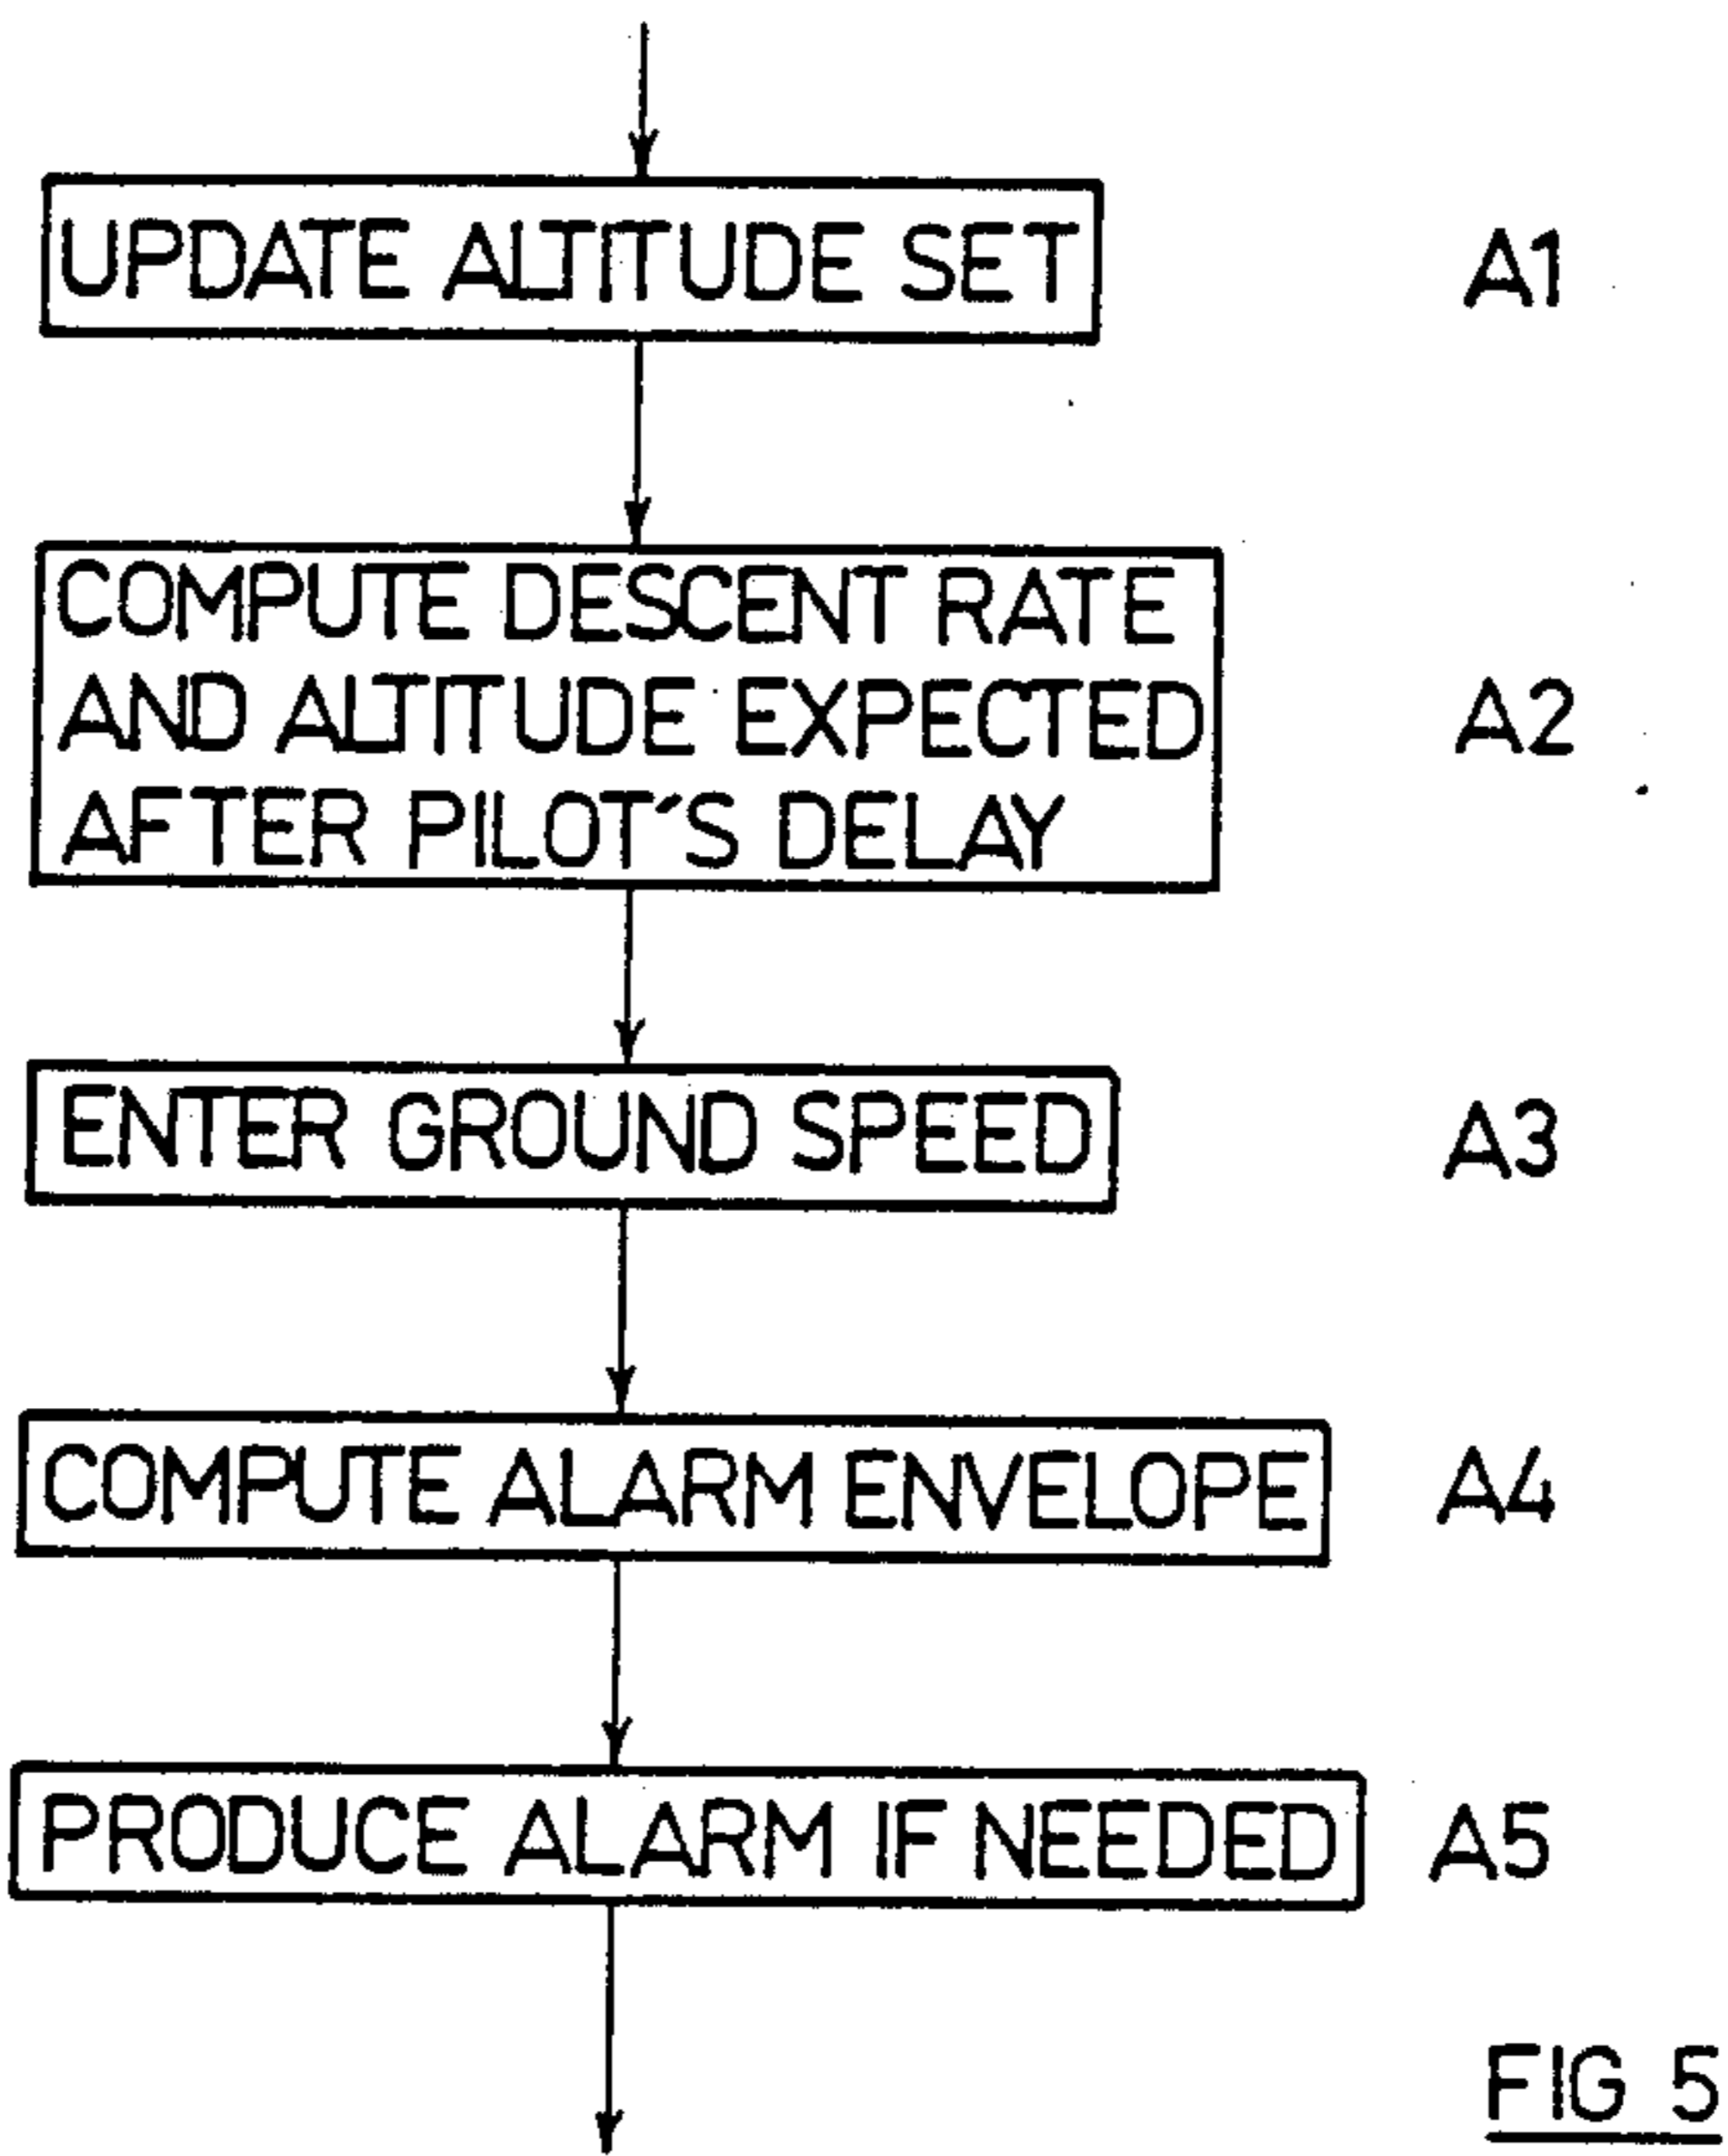 UPDATE ALTITUDE SET
A1
COMPUTE DESCENT RATE
AND ALTITUDE EXPECTED
AFTER PILOT'S DELAY
A2
ENTER GROUND SPEED
A3
COMPUTE ALARM ENVELOPE
A4
PRODUCE ALARM IF NEEDED
A5
FIG 5